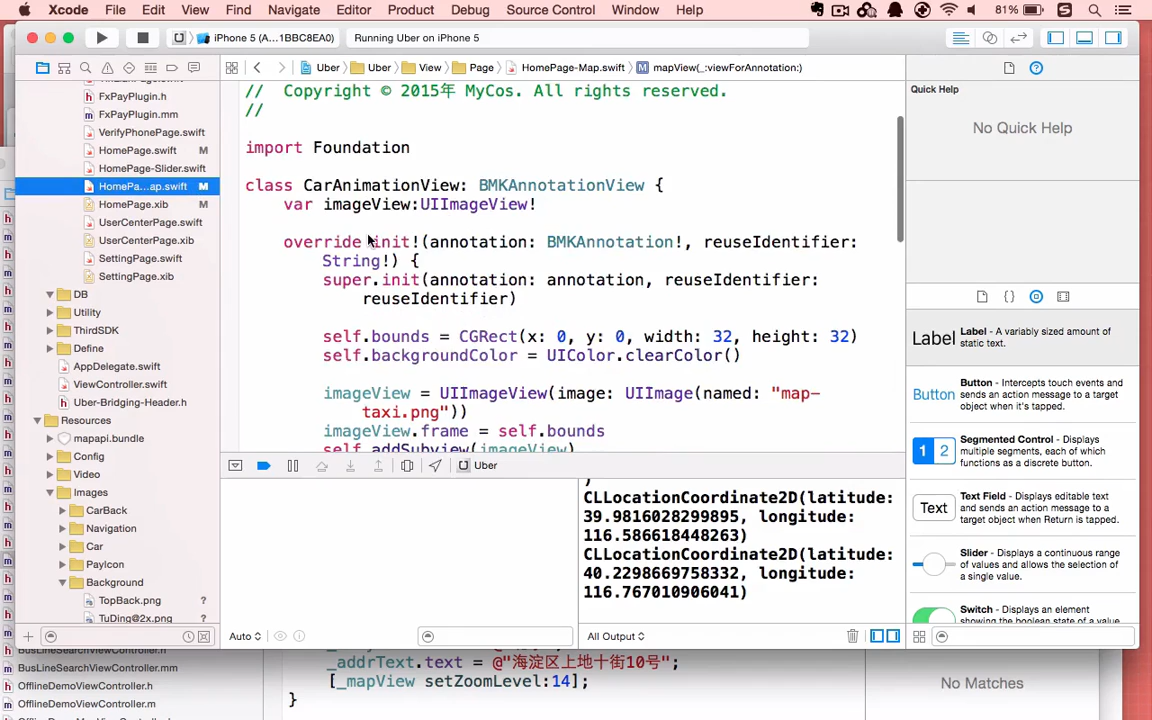 Xcode File Edit View Find Navigate Editor Product Debug Source Control Window Help 81%
iPhone 5 (A...1BBC8EA0) Running Uber on iPhone 5
Uber Uber View Page HomePage-Map.swift M mapView(_:viewForAnnotation:)
FxPayPlugin.h
FxPayPlugin.mm
VerifyPhonePage.swift
HomePage.swift M
HomePage-Slider.swift
HomePa...ap.swift M
HomePage.xib M
UserCenterPage.swift
UserCenterPage.xib
SettingPage.swift
SettingPage.xib
DB
Utility
ThirdSDK
Define
AppDelegate.swift
ViewController.swift
Uber-Bridging-Header.h
Resources
mapapi.bundle
Config
Video
Images
CarBack
Navigation
Car
PayIcon
Background
TopBack.png ?
TuDing@2x.png ?
// Copyright © 2015年 MyCos. All rights reserved.
//
import Foundation
class CarAnimationView: BMKAnnotationView {
var imageView:UIImageView!
override init!(annotation: BMKAnnotation!, reuseIdentifier:
String!) {
super.init(annotation: annotation, reuseIdentifier:
reuseIdentifier)
self.bounds = CGRect(x: 0, y: 0, width: 32, height: 32)
self.backgroundColor = UIColor.clearColor()
imageView = UIImageView(image: UIImage(named: "map-
taxi.png"))
imageView.frame = self.bounds
self.addSubview(imageView)
Uber
)
CLLocationCoordinate2D(latitude:
39.9816028299895, longitude:
116.586618448263)
CLLocationCoordinate2D(latitude:
40.2298669758332, longitude:
116.767010906041)
Auto
All Output
Quick Help
No Quick Help
Label
Label - A variably sized amount of
static text.
Button
Button - Intercepts touch events and
sends an action message to a target
object when it's tapped.
1 2
Segmented Control - Displays
multiple segments, each of which
functions as a discrete button.
Text
Text Field - Displays editable text
and sends an action message to a
target object when Return is tapped.
Slider - Displays a continuous range
of values and allows the selection of
a single value.
Switch - Displays an element
showing the boolean state of a value.
BusLineSearchViewController.h
BusLineSearchViewController.mm
OfflineDemoViewController.h
OfflineDemoViewController.m
_addrText.text = @"海淀区上地十街10号";
[_mapView setZoomLevel:14];
}
No Matches